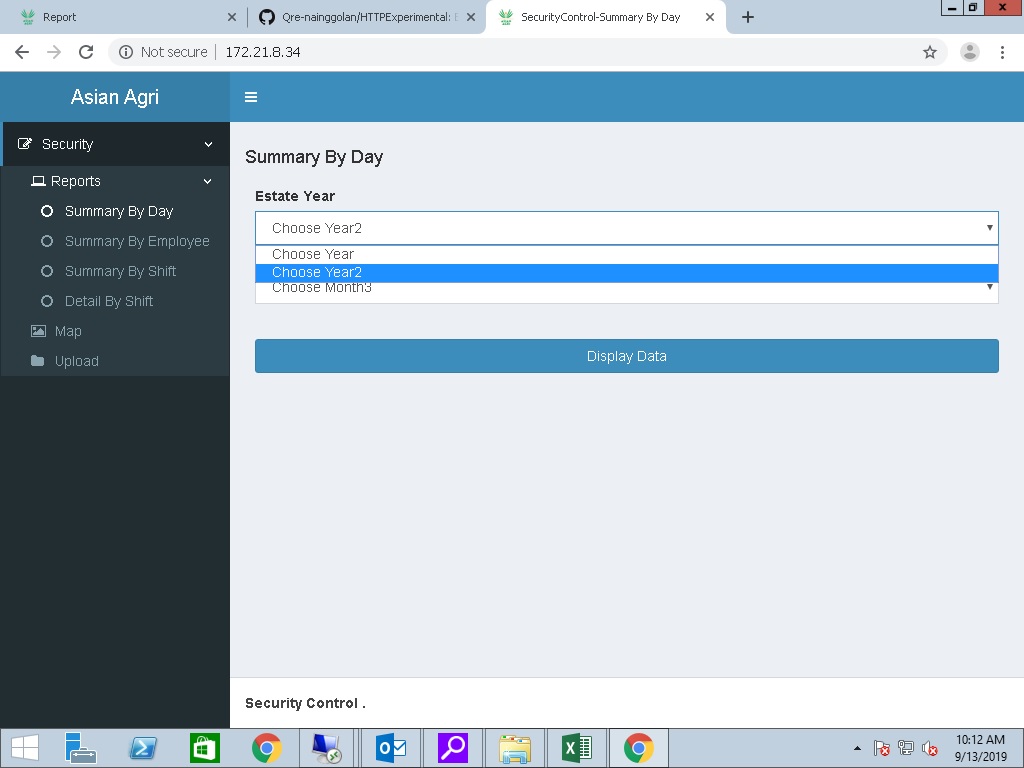 Report
Qre-nainggolan/HTTPExperimental:
SecurityControl-Summary By Day
Not secure
172.21.8.34
Asian Agri
Security
Reports
Summary By Day
Summary By Employee
Summary By Shift
Detail By Shift
Map
Upload
Summary By Day
Estate Year
Choose Year2
Choose Year
Choose Year2
Choose Month3
Display Data
Security Control .
10:12 AM
9/13/2019